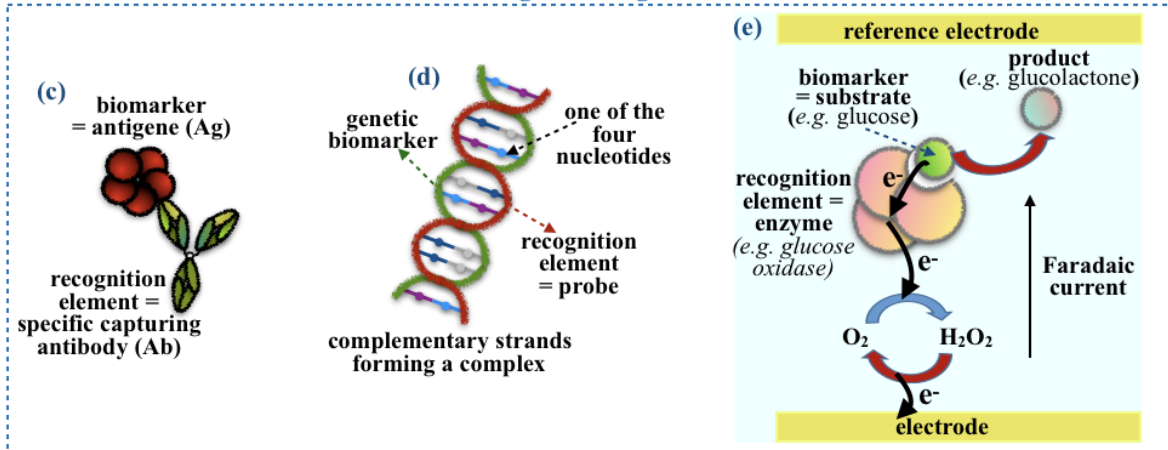 (c)
biomarker
= antigene (Ag)
recognition
element =
specific capturing
antibody (Ab)
(d)
genetic
biomarker
one of the
four
nucleotides
recognition
element
= probe
complementary strands
forming a complex
(e)
reference electrode
product
(e.g. glucolactone)
biomarker
= substrate
(e.g. glucose)
e-
recognition
element =
enzyme
(e.g. glucose
oxidase)
e-
Faradaic
current
O₂
H₂O₂
e-
electrode